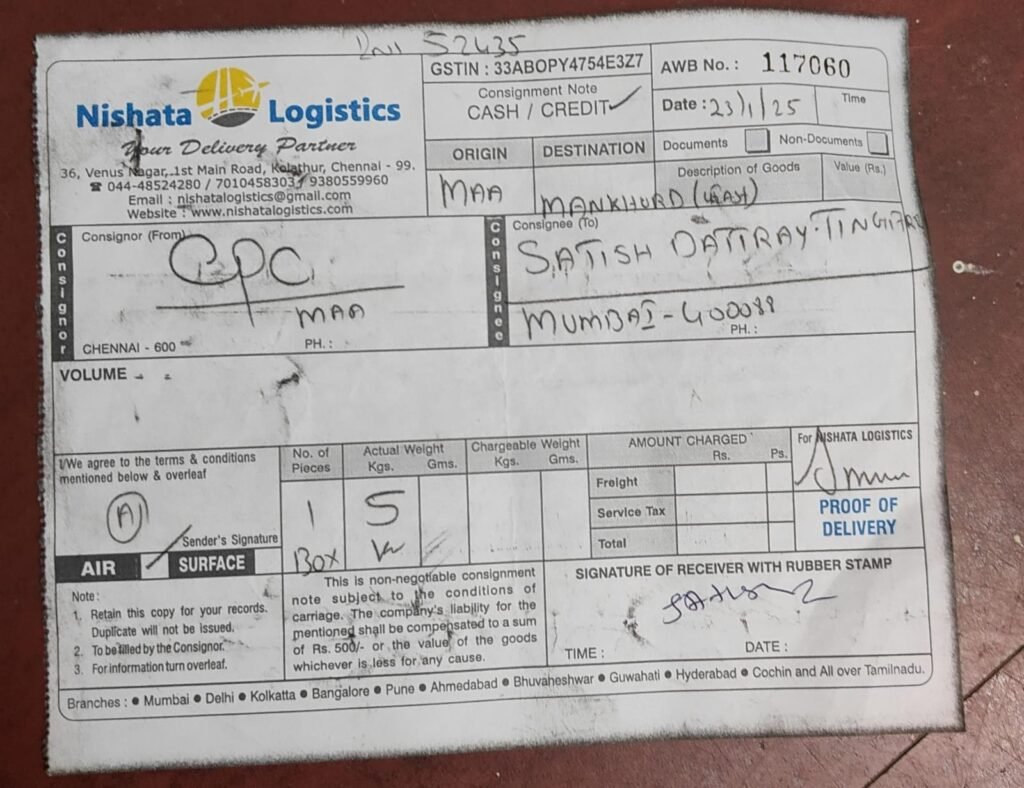 52435
Nishata Logistics
Your Delivery Partner
36, Venus Nagar, 1st Main Road, Kolathur, Chennai - 99.
☎ 044-48524280 / 7010458303 / 9380559960
Email : nishatalogistics@gmail.com
Website : www.nishatalogistics.com
GSTIN : 33ABOPY4754E3Z7
Consignment Note
CASH / CREDIT
AWB No. : 117060
Date : 23/1/25
Time
ORIGIN
DESTINATION
MAA
MANKHURD (EAST)
Documents
Non-Documents
Description of Goods
Value (Rs.)
Consignor
Consignor (From)
CPC
MAA
CHENNAI - 600
PH. :
Consignee
Consignee (To)
SATISH
MUMBAI - 400088
PH. :
VOLUME
I/We agree to the terms & conditions
mentioned below & overleaf
Sender's Signature
AIR
SURFACE
No. of
Pieces
1
BOX
Actual Weight
Kgs. Gms.
5
Chargeable Weight
Kgs. Gms.
AMOUNT CHARGED
Rs. Ps.
Freight
Service Tax
Total
For NISHATA LOGISTICS
PROOF OF
DELIVERY
Note :
1. Retain this copy for your records.
Duplicate will not be issued.
2. To be billed by the Consignor.
3. For information turn overleaf.
This is non-negotiable consignment
note subject to the conditions of
carriage. The company's liability for the
mentioned shall be compensated to a sum
of Rs. 500/- or the value of the goods
whichever is less for any cause.
SIGNATURE OF RECEIVER WITH RUBBER STAMP
TIME :
DATE :
Branches : ● Mumbai ● Delhi ● Kolkatta ● Bangalore ● Pune ● Ahmedabad ● Bhuvaheshwar ● Guwahati ● Hyderabad ● Cochin and All over Tamilnadu.